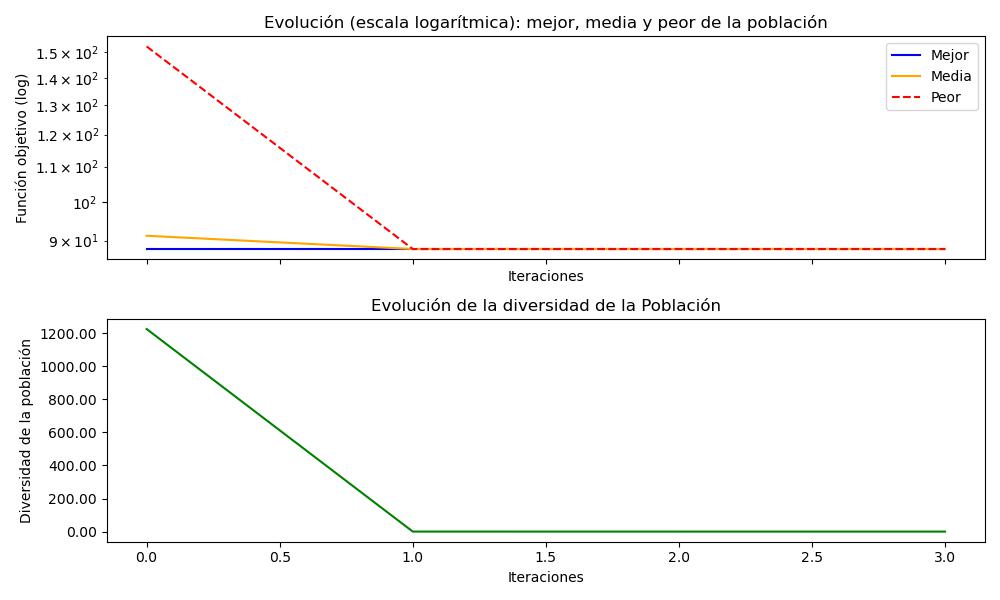 Evolución (escala logarítmica): mejor, media y peor de la población
Función objetivo (log)
1.5 × 10²
1.4 × 10²
1.3 × 10²
1.2 × 10²
1.1 × 10²
10²
9 × 10¹
Mejor
Media
Peor
Iteraciones
Evolución de la diversidad de la Población
Diversidad de la población
1200.00
1000.00
800.00
600.00
400.00
200.00
0.00
0.0 0.5 1.0 1.5 2.0 2.5 3.0
Iteraciones